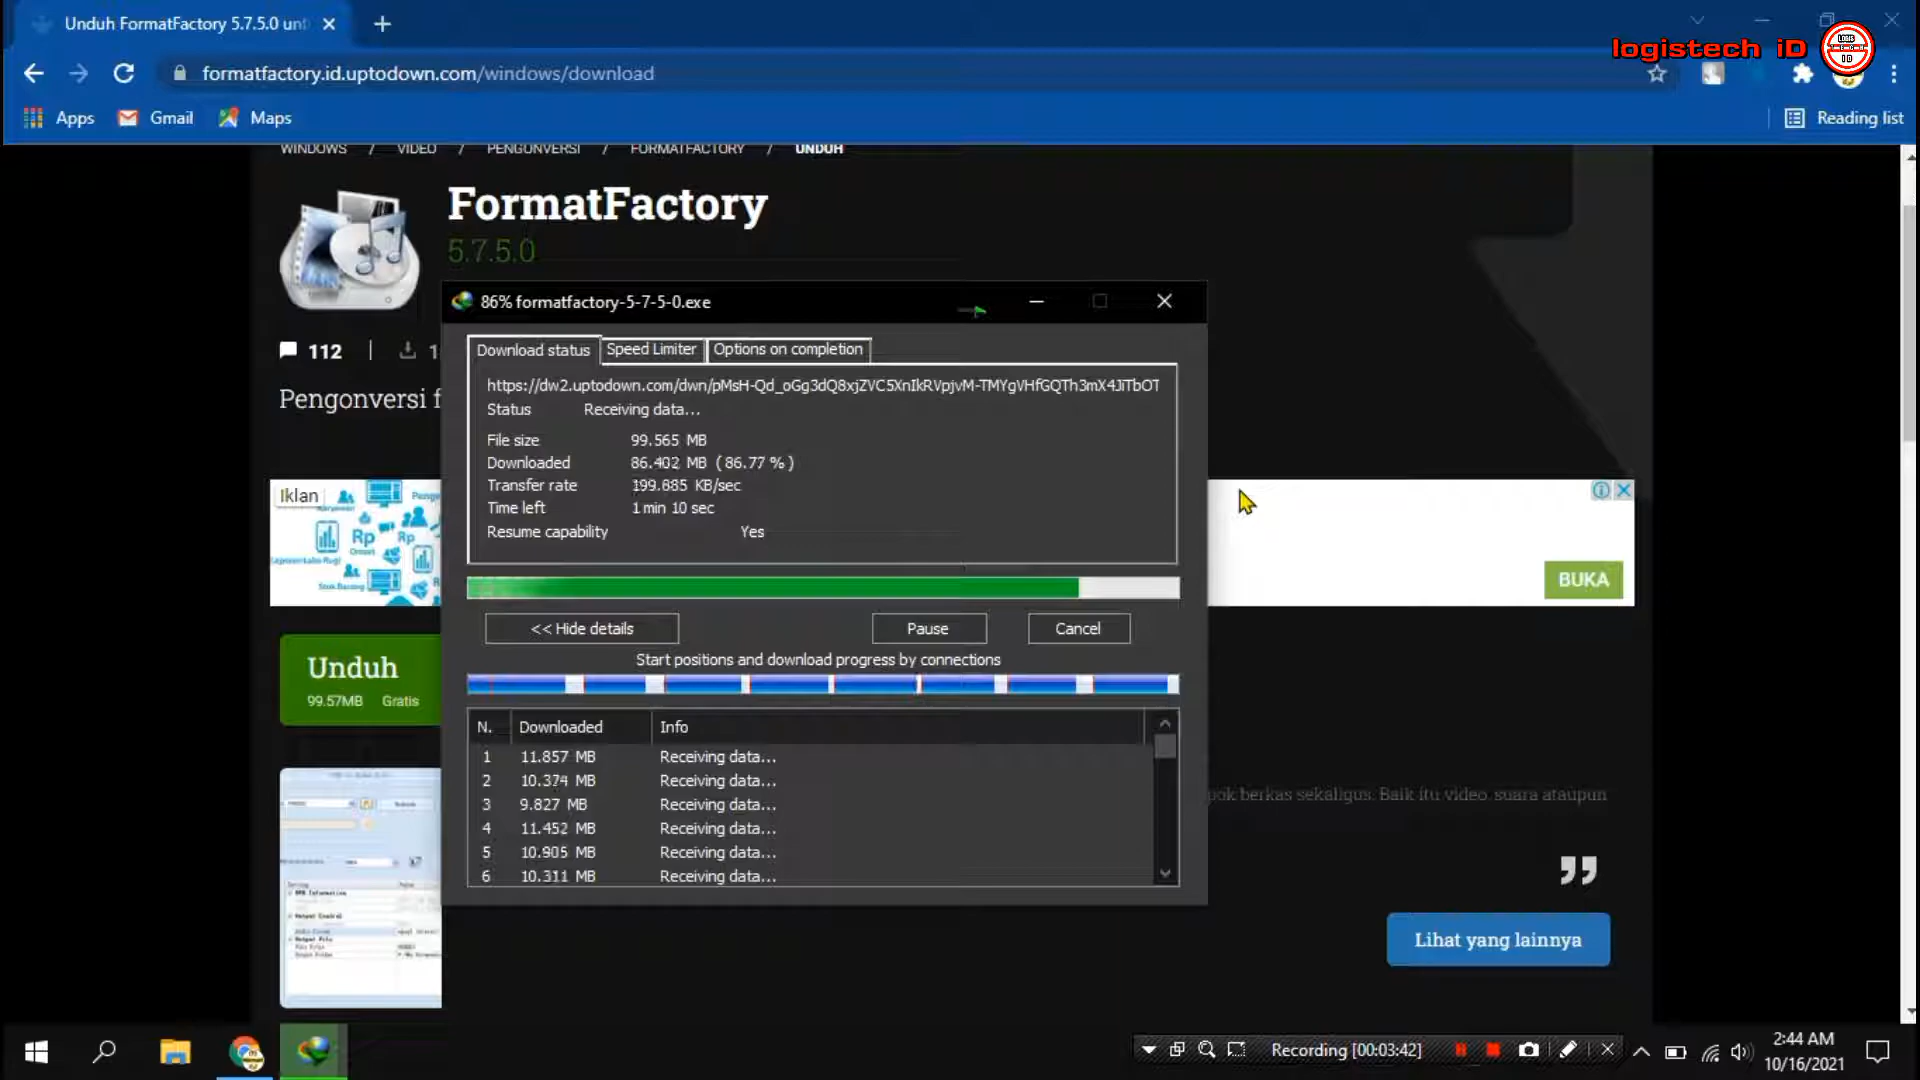 Unduh FormatFactory 5.7.5.0 unt
logistech iD
formatfactory.id.uptodown.com/windows/download
Apps
Gmail
Maps
Reading list
WINDOWS / VIDEO / PENGONVERSI / FORMATFACTORY / UNDUH
FormatFactory
5.7.5.0
112
Pengonversi f
86% formatfactory-5-7-5-0.exe
Download status
Speed Limiter
Options on completion
https://dw2.uptodown.com/dwn/pMsH-Qd_oGg3dQ8xjZVC5XnIkRVpjvM-TMYgVHfGQTh3mX4JiTbOT
Status Receiving data...
File size 99.565 MB
Downloaded 86.402 MB ( 86.77 % )
Transfer rate 199.885 KB/sec
Time left 1 min 10 sec
Resume capability Yes
Iklan
Rp
Rp
BUKA
<< Hide details
Pause
Cancel
Start positions and download progress by connections
Unduh
99.57MB Gratis
N. Downloaded Info
1 11.857 MB Receiving data...
2 10.374 MB Receiving data...
3 9.827 MB Receiving data...
4 11.452 MB Receiving data...
5 10.905 MB Receiving data...
6 10.311 MB Receiving data...
pok berkas sekaligus. Baik itu video, suara ataupun
Lihat yang lainnya
Recording [00:03:42]
2:44 AM
10/16/2021